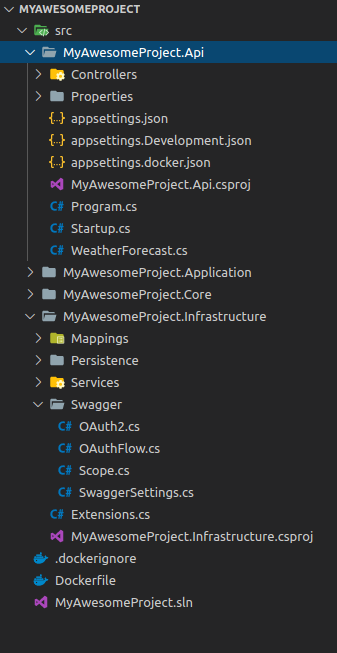 MYAWESOMEPROJECT
src
MyAwesomeProject.Api
Controllers
Properties
{..} appsettings.json
{..} appsettings.Development.json
{..} appsettings.docker.json
MyAwesomeProject.Api.csproj
C# Program.cs
C# Startup.cs
C# WeatherForecast.cs
MyAwesomeProject.Application
MyAwesomeProject.Core
MyAwesomeProject.Infrastructure
Mappings
Persistence
Services
Swagger
C# OAuth2.cs
C# OAuthFlow.cs
C# Scope.cs
C# SwaggerSettings.cs
C# Extensions.cs
MyAwesomeProject.Infrastructure.csproj
.dockerignore
Dockerfile
MyAwesomeProject.sln